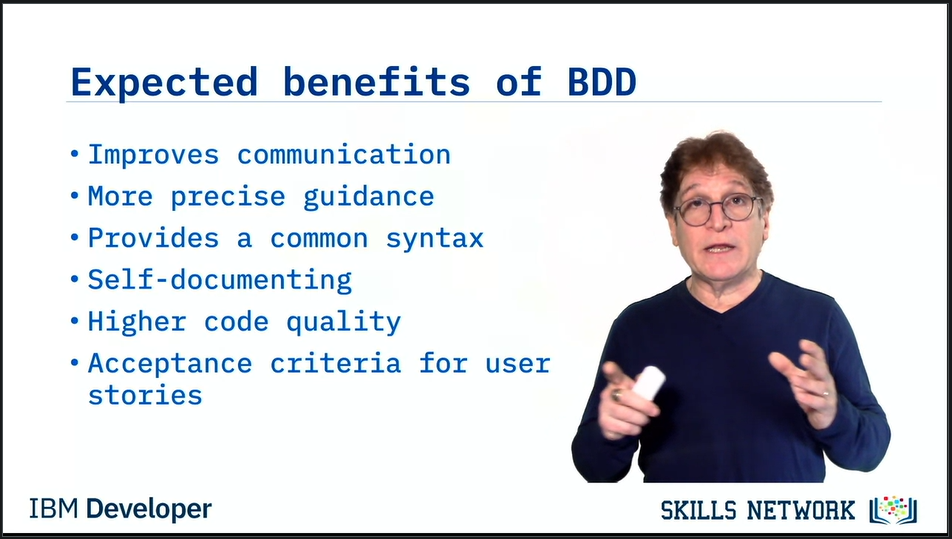 Expected benefits of BDD
• Improves communication
• More precise guidance
• Provides a common syntax
• Self-documenting
• Higher code quality
• Acceptance criteria for user
stories
IBM Developer
SKILLS NETWORK